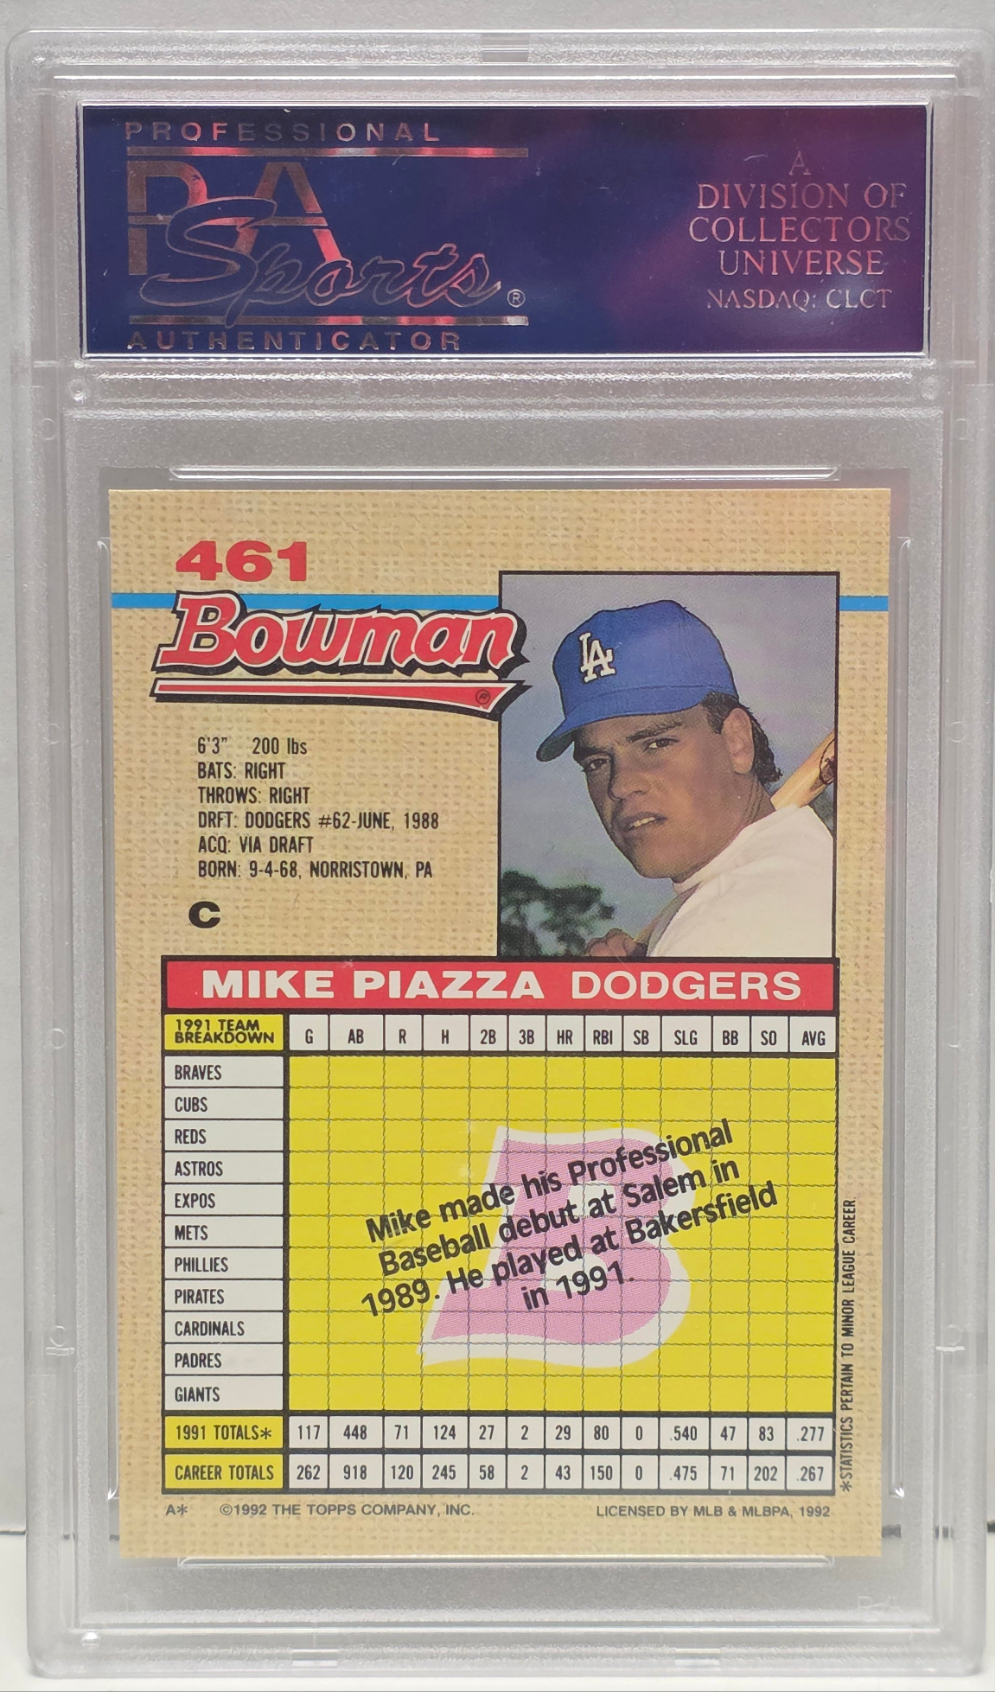 PROFESSIONAL
PSA
Sports ®
AUTHENTICATOR
A
DIVISION OF
COLLECTORS
UNIVERSE
NASDAQ: CLCT
461
Bowman ®
LA
6'3" 200 lbs
BATS: RIGHT
THROWS: RIGHT
DRFT: DODGERS #62-JUNE, 1988
ACQ: VIA DRAFT
BORN: 9-4-68, NORRISTOWN, PA
C
MIKE PIAZZA DODGERS
1991 TEAM
BREAKDOWN G AB R H 2B 3B HR RBI SB SLG BB SO AVG
BRAVES
CUBS
REDS
ASTROS
EXPOS
METS
PHILLIES
PIRATES
CARDINALS
PADRES
GIANTS
B
Mike made his Professional
Baseball debut at Salem in
1989. He played at Bakersfield
in 1991.
1991 TOTALS* 117 448 71 124 27 2 29 80 0 .540 47 83 .277
CAREER TOTALS 262 918 120 245 58 2 43 150 0 .475 71 202 .267
*STATISTICS PERTAIN TO MINOR LEAGUE CAREER.
A* ©1992 THE TOPPS COMPANY, INC. LICENSED BY MLB & MLBPA, 1992